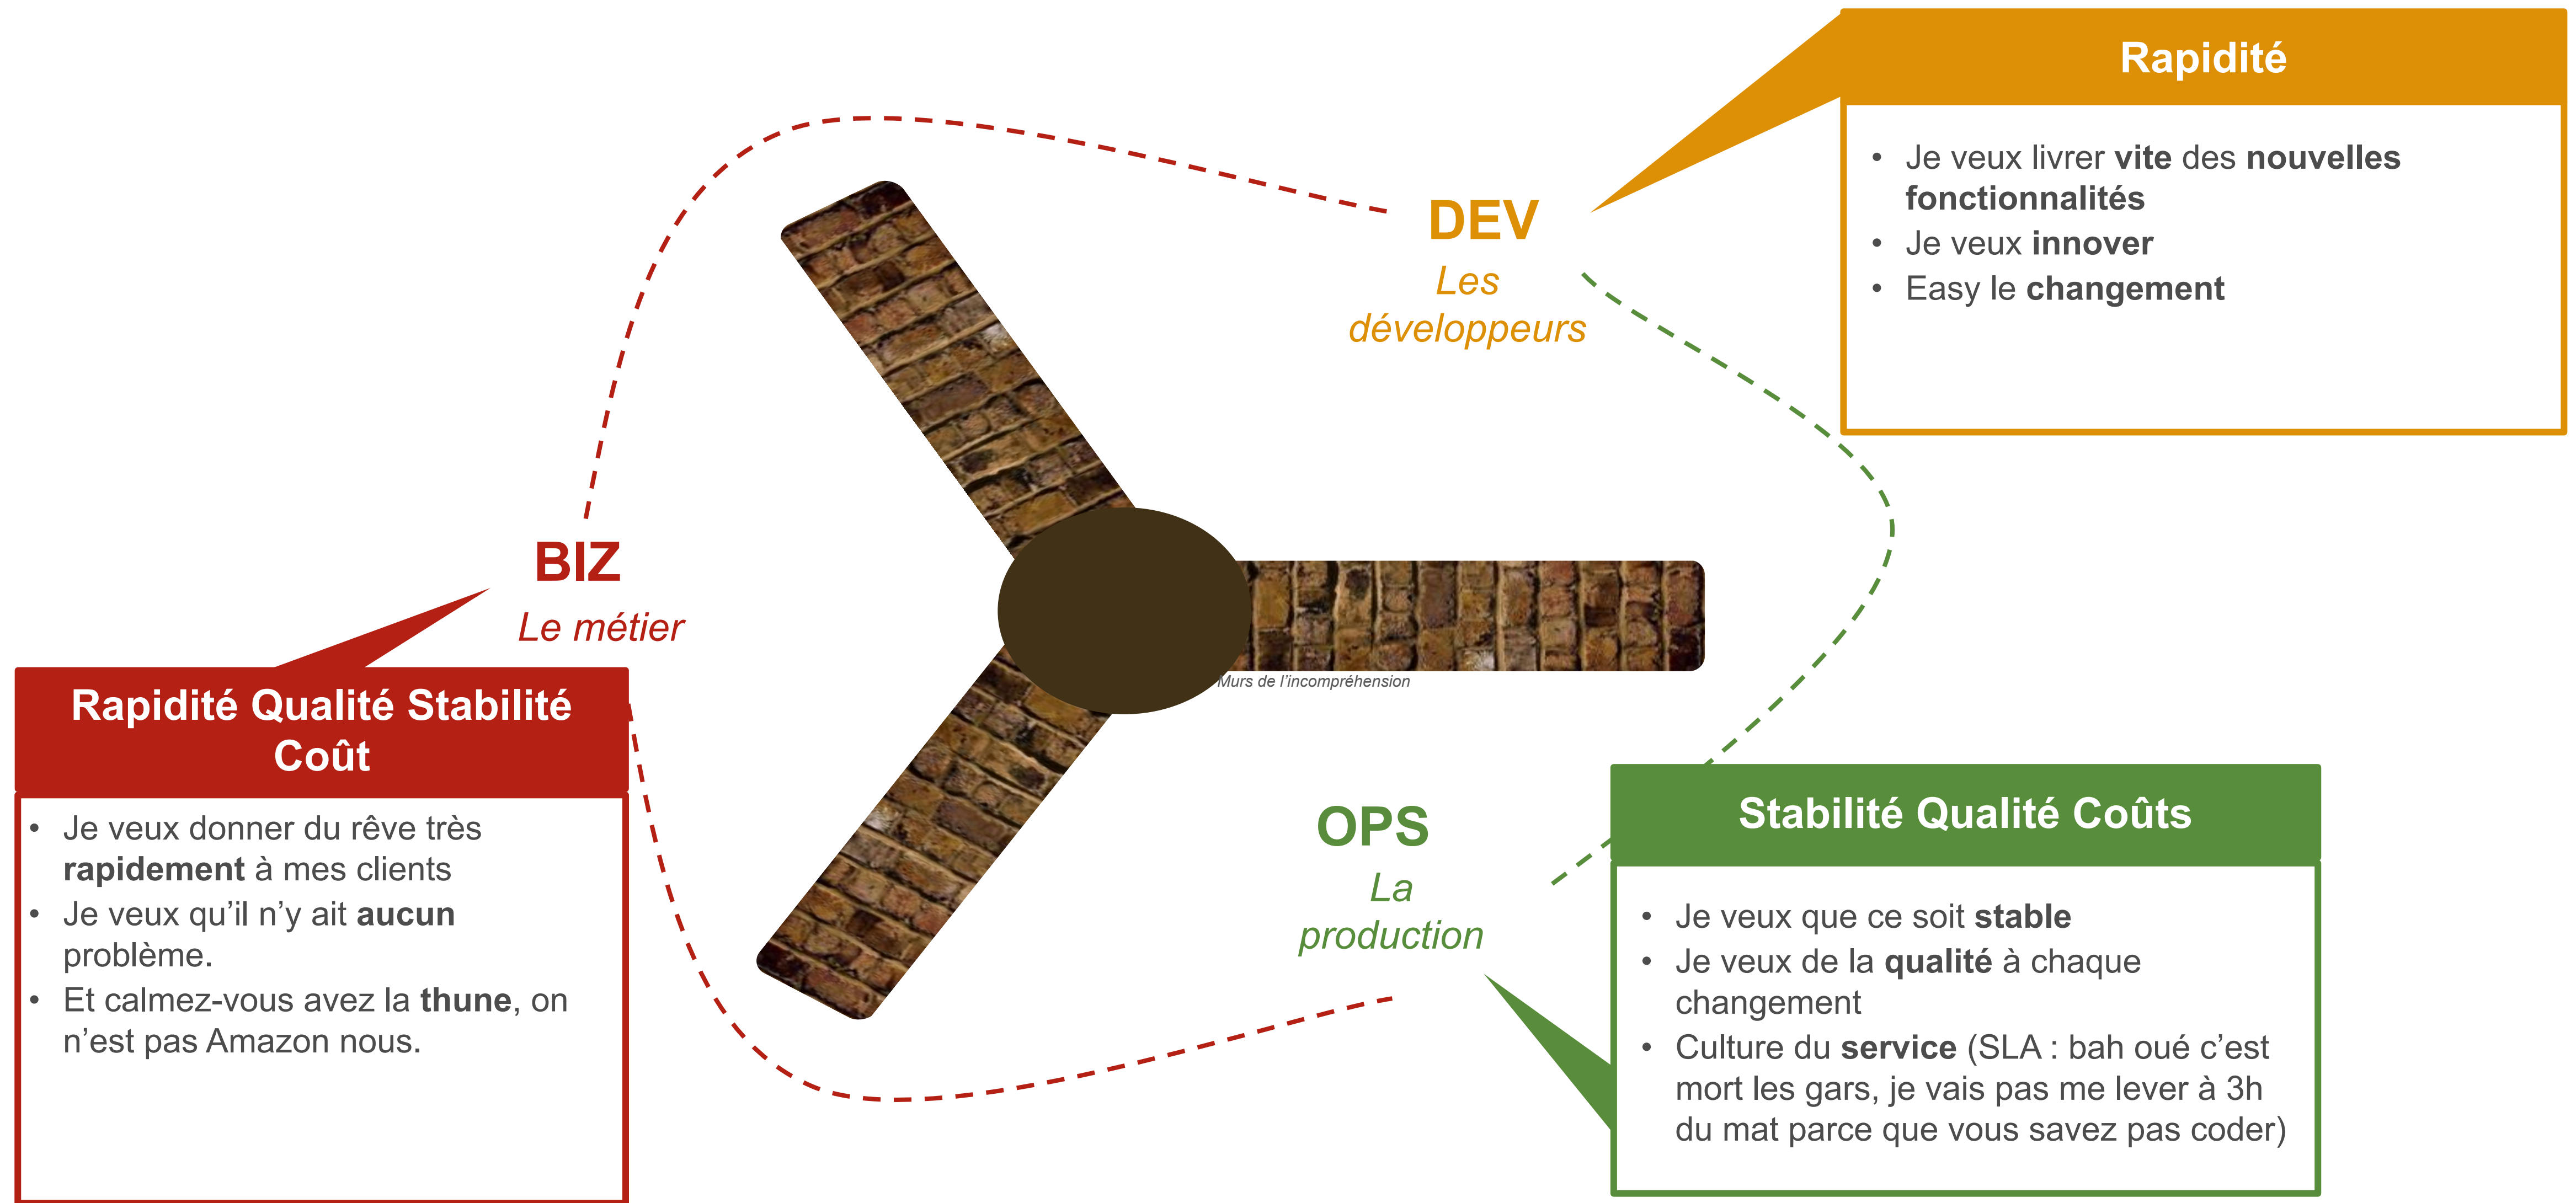 Rapidité
• Je veux livrer vite des nouvelles
fonctionnalités
• Je veux innover
• Easy le changement
DEV
Les
développeurs
BIZ
Le métier
Murs de l’incompréhension
Rapidité Qualité Stabilité
Coût
• Je veux donner du rêve très
rapidement à mes clients
• Je veux qu’il n’y ait aucun
problème.
• Et calmez-vous avez la thune, on
n’est pas Amazon nous.
OPS
La
production
Stabilité Qualité Coûts
• Je veux que ce soit stable
• Je veux de la qualité à chaque
changement
• Culture du service (SLA : bah oué c’est
mort les gars, je vais pas me lever à 3h
du mat parce que vous savez pas coder)